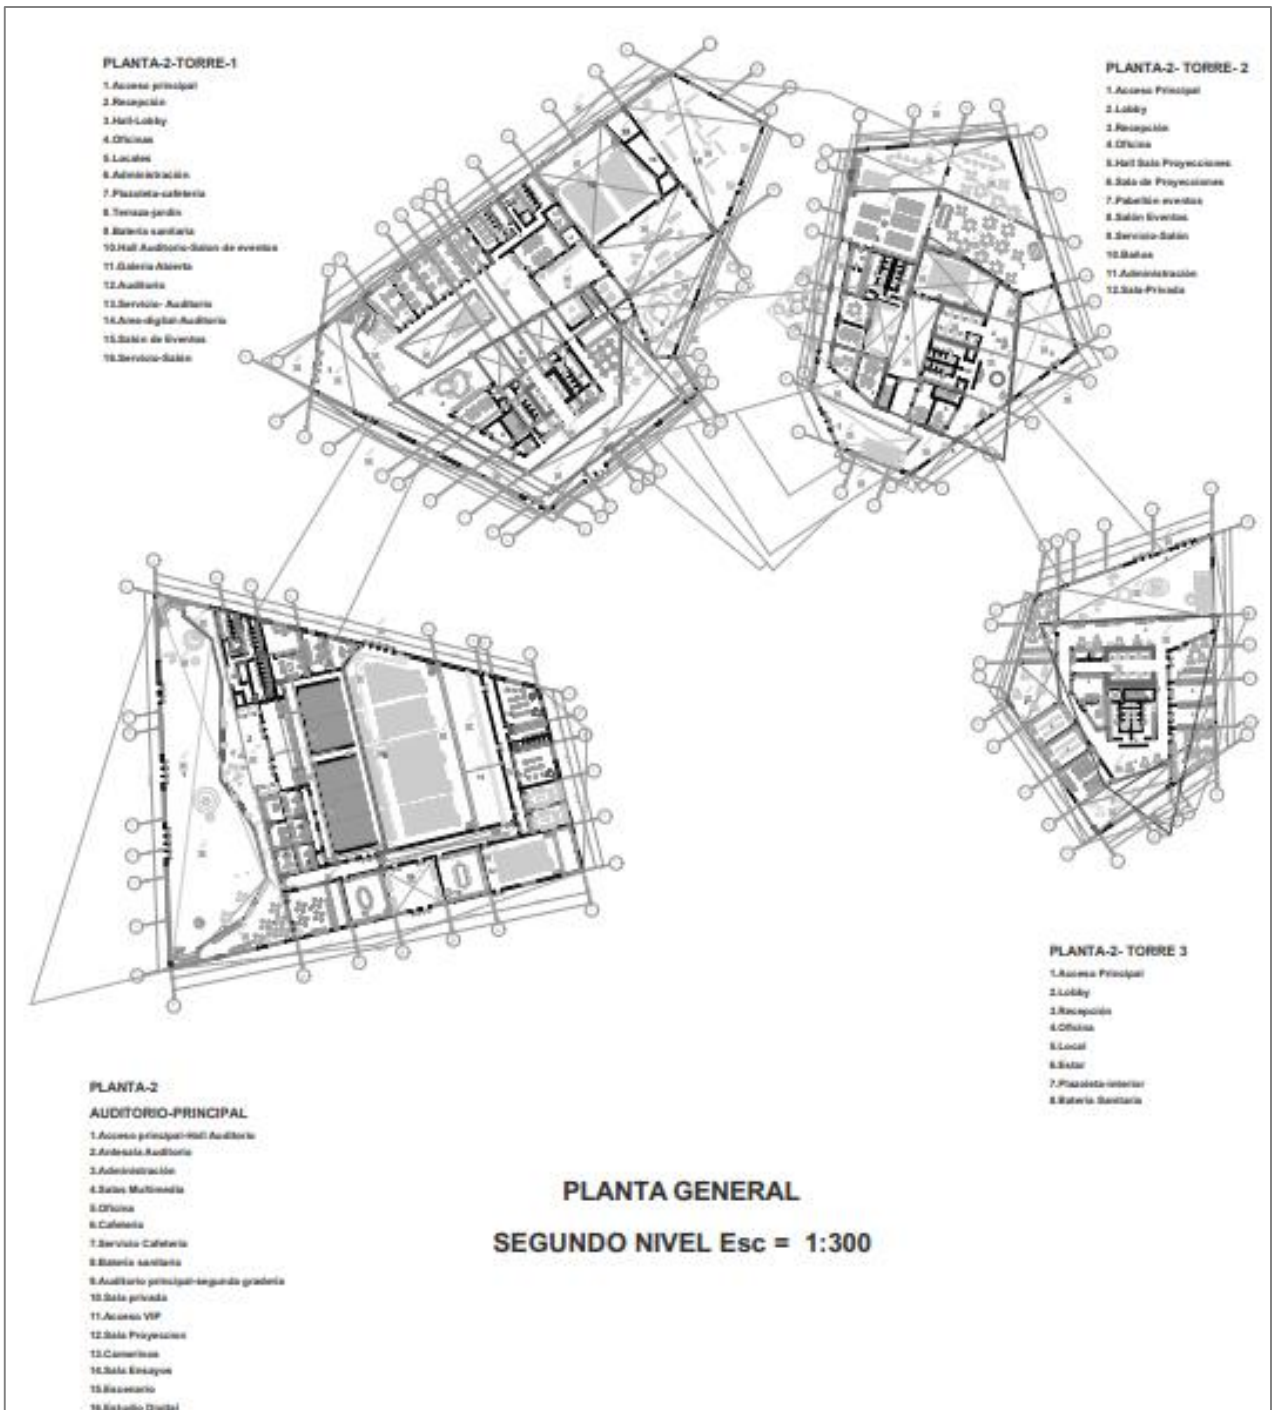 PLANTA-2-TORRE-1
1.Acceso principal
2.Recepción
3.Hall-Lobby
4.Oficinas
5.Locales
6.Administración
7.Plazoleta-cafetería
8.Terraza-jardín
9.Batería sanitaria
10.Hall Auditorio-Salon de eventos
11.Galería Abierta
12.Auditorio
13.Servicio- Auditorio
14.Area-digital-Auditorio
15.Salón de Eventos
16.Servicio-Salón
PLANTA-2- TORRE- 2
1.Acceso Principal
2.Lobby
3.Recepción
4.Oficina
5.Hall Sala Proyecciones
6.Sala de Proyecciones
7.Pabellón eventos
8.Salón Eventos
9.Servicio-Salón
10.Baños
11.Administración
12.Sala-Privada
PLANTA-2- TORRE 3
1.Acceso Principal
2.Lobby
3.Recepción
4.Oficina
5.Local
6.Estar
7.Plazoleta-interior
8.Batería Sanitaria
PLANTA-2
AUDITORIO-PRINCIPAL
1.Acceso principal-Hall Auditorio
2.Antesala Auditorio
3.Administración
4.Salas Multimedia
5.Oficina
6.Cafetería
7.Servicio Cafetería
8.Batería sanitaria
9.Auditorio principal-segunda gradería
10.Sala privada
11.Acceso VIP
12.Sala Proyeccion
13.Camerinos
14.Sala Ensayos
15.Escenario
16.Estudio Digital
PLANTA GENERAL
SEGUNDO NIVEL Esc = 1:300